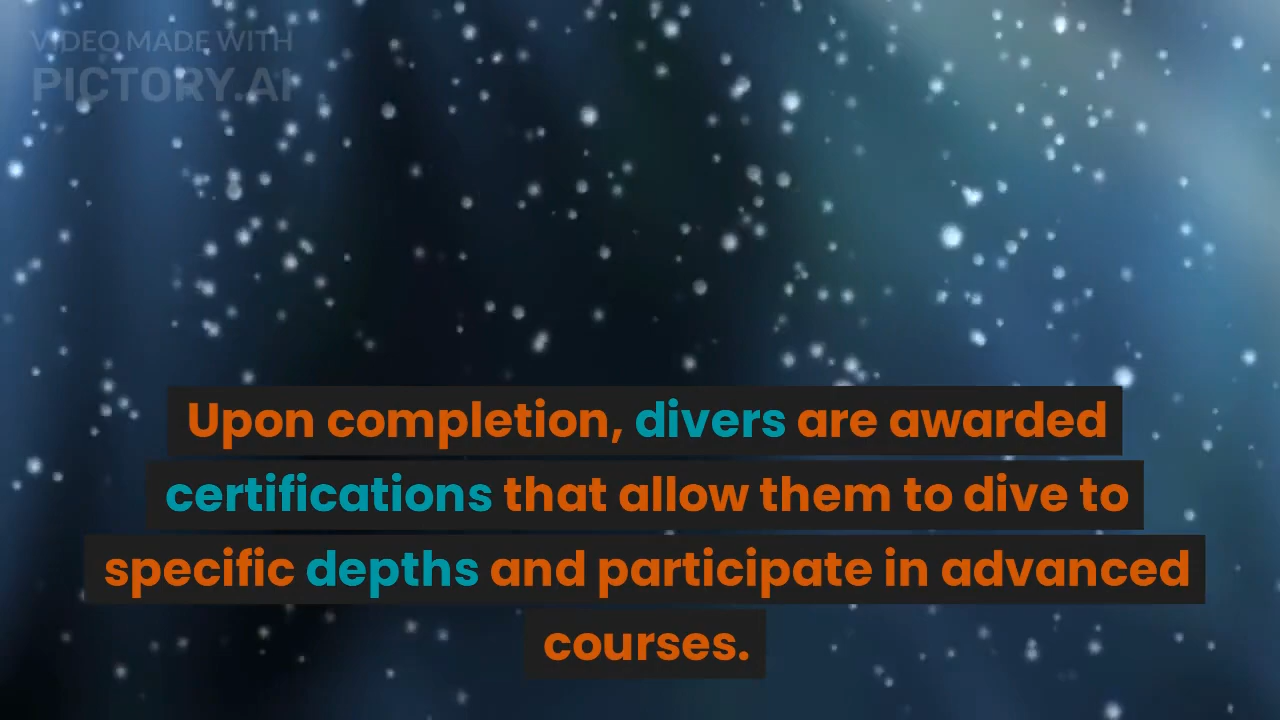 VIDEO MADE WITH
PICTORY.AI
Upon completion, divers are awarded
certifications that allow them to dive to
specific depths and participate in advanced
courses.